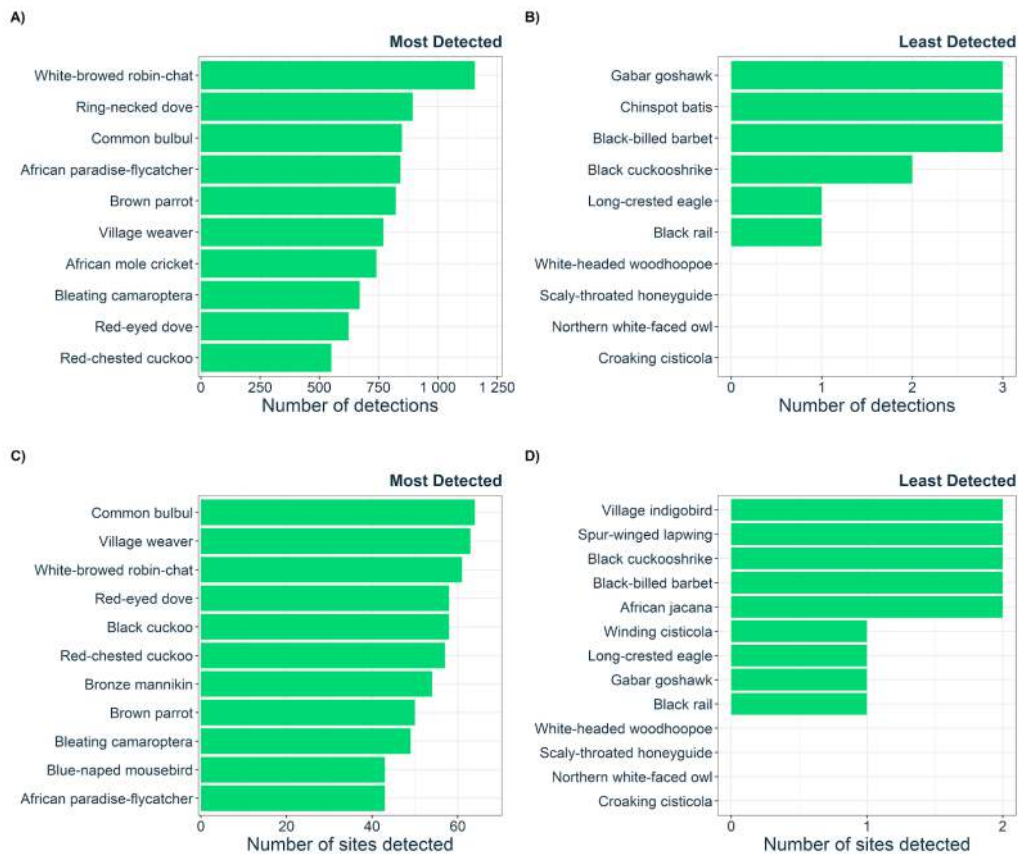 A)
Most Detected
White-browed robin-chat
Ring-necked dove
Common bulbul
African paradise-flycatcher
Brown parrot
Village weaver
African mole cricket
Bleating camaroptera
Red-eyed dove
Red-chested cuckoo
0 250 500 750 1 000 1 250
Number of detections
B)
Least Detected
Gabar goshawk
Chinspot batis
Black-billed barbet
Black cuckooshrike
Long-crested eagle
Black rail
White-headed woodhoopoe
Scaly-throated honeyguide
Northern white-faced owl
Croaking cisticola
0 1 2 3
Number of detections
C)
Most Detected
Common bulbul
Village weaver
White-browed robin-chat
Red-eyed dove
Black cuckoo
Red-chested cuckoo
Bronze mannikin
Brown parrot
Bleating camaroptera
Blue-naped mousebird
African paradise-flycatcher
0 20 40 60
Number of sites detected
D)
Least Detected
Village indigobird
Spur-winged lapwing
Black cuckooshrike
Black-billed barbet
African jacana
Winding cisticola
Long-crested eagle
Gabar goshawk
Black rail
White-headed woodhoopoe
Scaly-throated honeyguide
Northern white-faced owl
Croaking cisticola
0 1 2
Number of sites detected